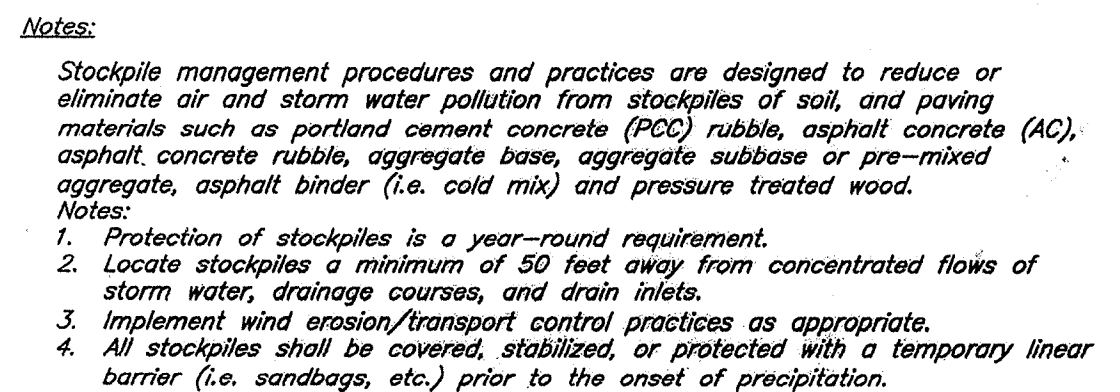 Notes:
Stockpile management procedures and practices are designed to reduce or
eliminate air and storm water pollution from stockpiles of soil, and paving
materials such as portland cement concrete (PCC) rubble, asphalt concrete (AC),
asphalt concrete rubble, aggregate base, aggregate subbase or pre-mixed
aggregate, asphalt binder (i.e. cold mix) and pressure treated wood.
Notes:
1. Protection of stockpiles is a year-round requirement.
2. Locate stockpiles a minimum of 50 feet away from concentrated flows of
storm water, drainage courses, and drain inlets.
3. Implement wind erosion/transport control practices as appropriate.
4. All stockpiles shall be covered, stabilized, or protected with a temporary linear
barrier (i.e. sandbags, etc.) prior to the onset of precipitation.